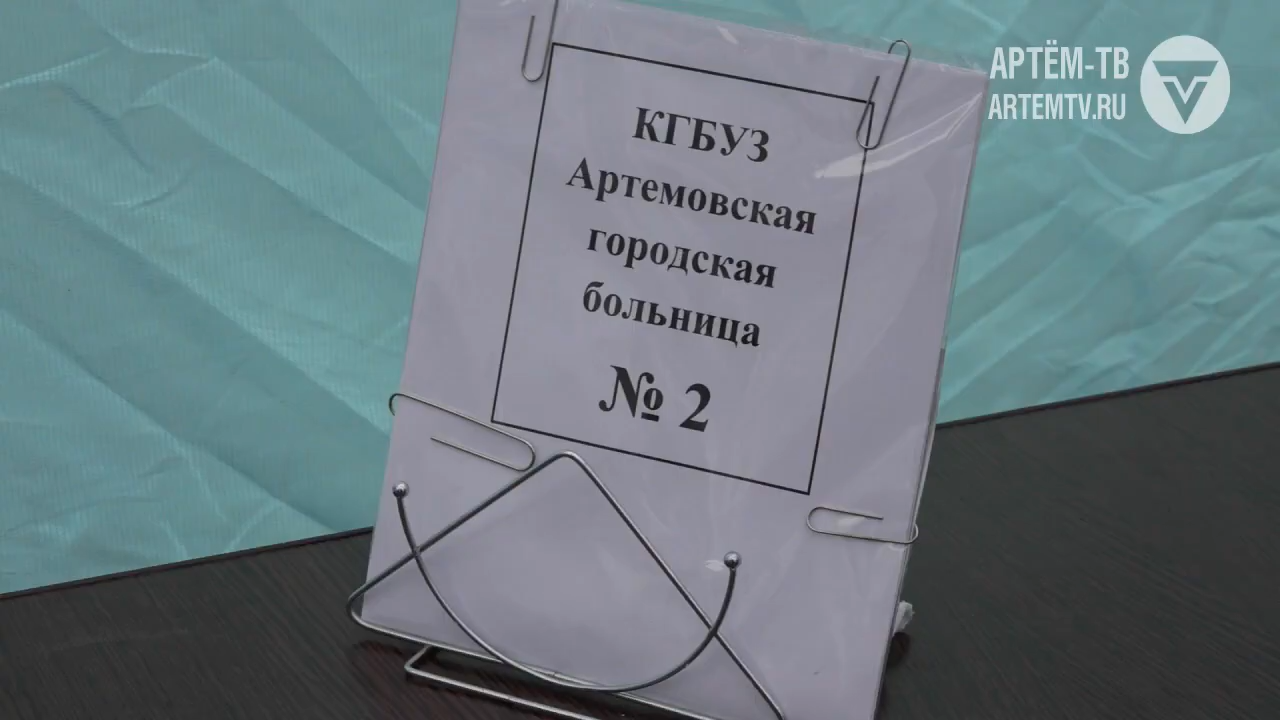 КГБУЗ
Артемовская
городская
больница
№ 2
АРТЁМ-ТВ
ARTEMTV.RU